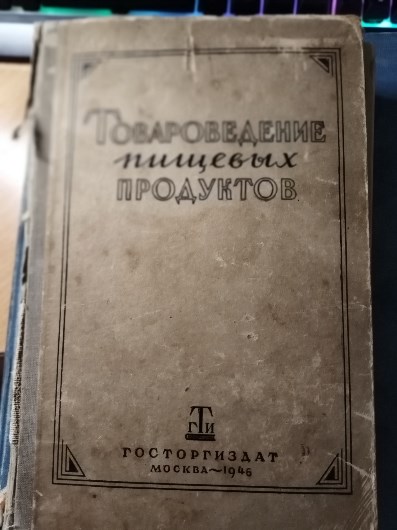 Товароведение
пищевых
продуктов
ГТИ
ГОСТОРГИЗДАТ
МОСКВА~1946